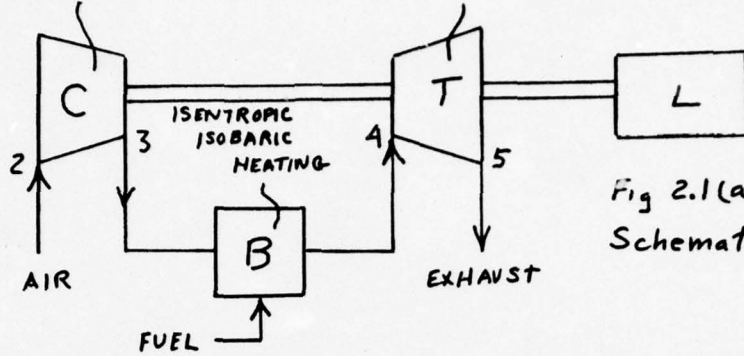 C
T
L
ISENTROPIC
ISOBARIC
HEATING
2
3
4
5
B
AIR
FUEL
EXHAUST
Fig 2.1(a
Schemat